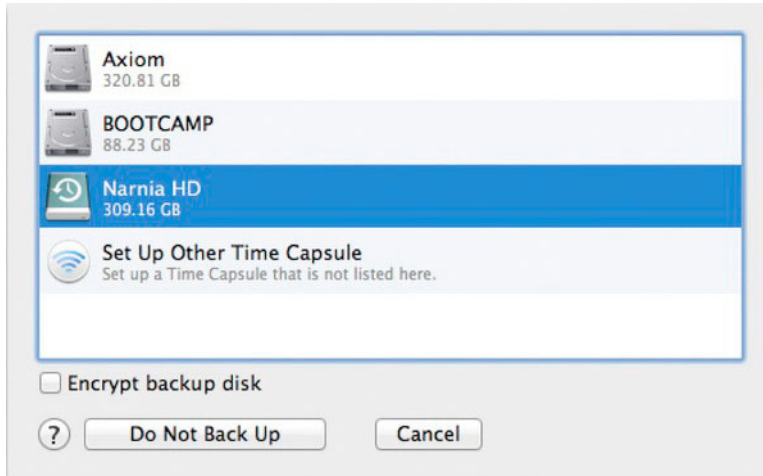 Axiom
320.81 GB
BOOTCAMP
88.23 GB
Narnia HD
309.16 GB
Set Up Other Time Capsule
Set up a Time Capsule that is not listed here.
Encrypt backup disk
? Do Not Back Up Cancel